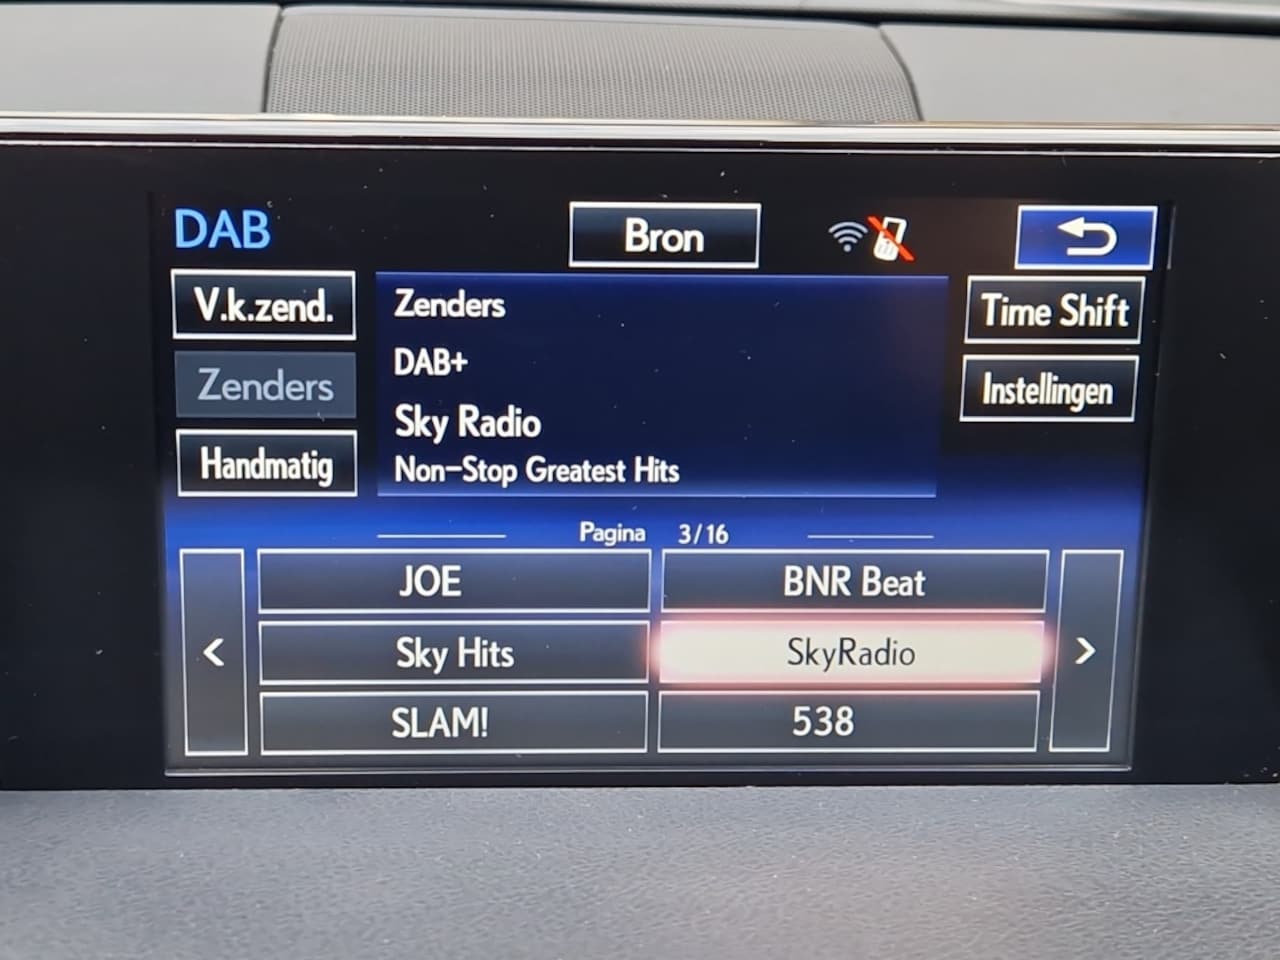 DAB
Bron
V.k.zend.
Zenders
Handmatig
Zenders
DAB+
Sky Radio
Non-Stop Greatest Hits
Time Shift
Instellingen
Pagina 3/16
JOE
BNR Beat
<
Sky Hits
SkyRadio
>
SLAM!
538